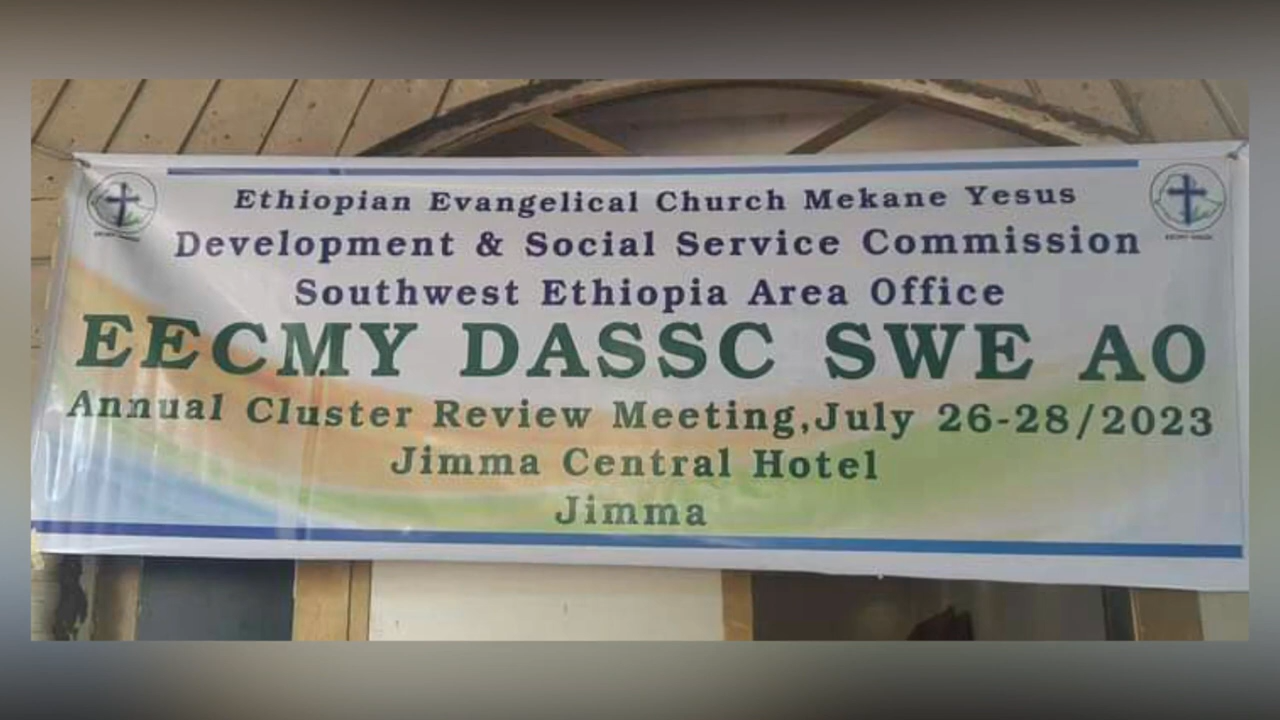 Ethiopian Evangelical Church Mekane Yesus
Development & Social Service Commission
Southwest Ethiopia Area Office
EECMY DASSC SWE AO
Annual Cluster Review Meeting,July 26-28/2023
Jimma Central Hotel
Jimma